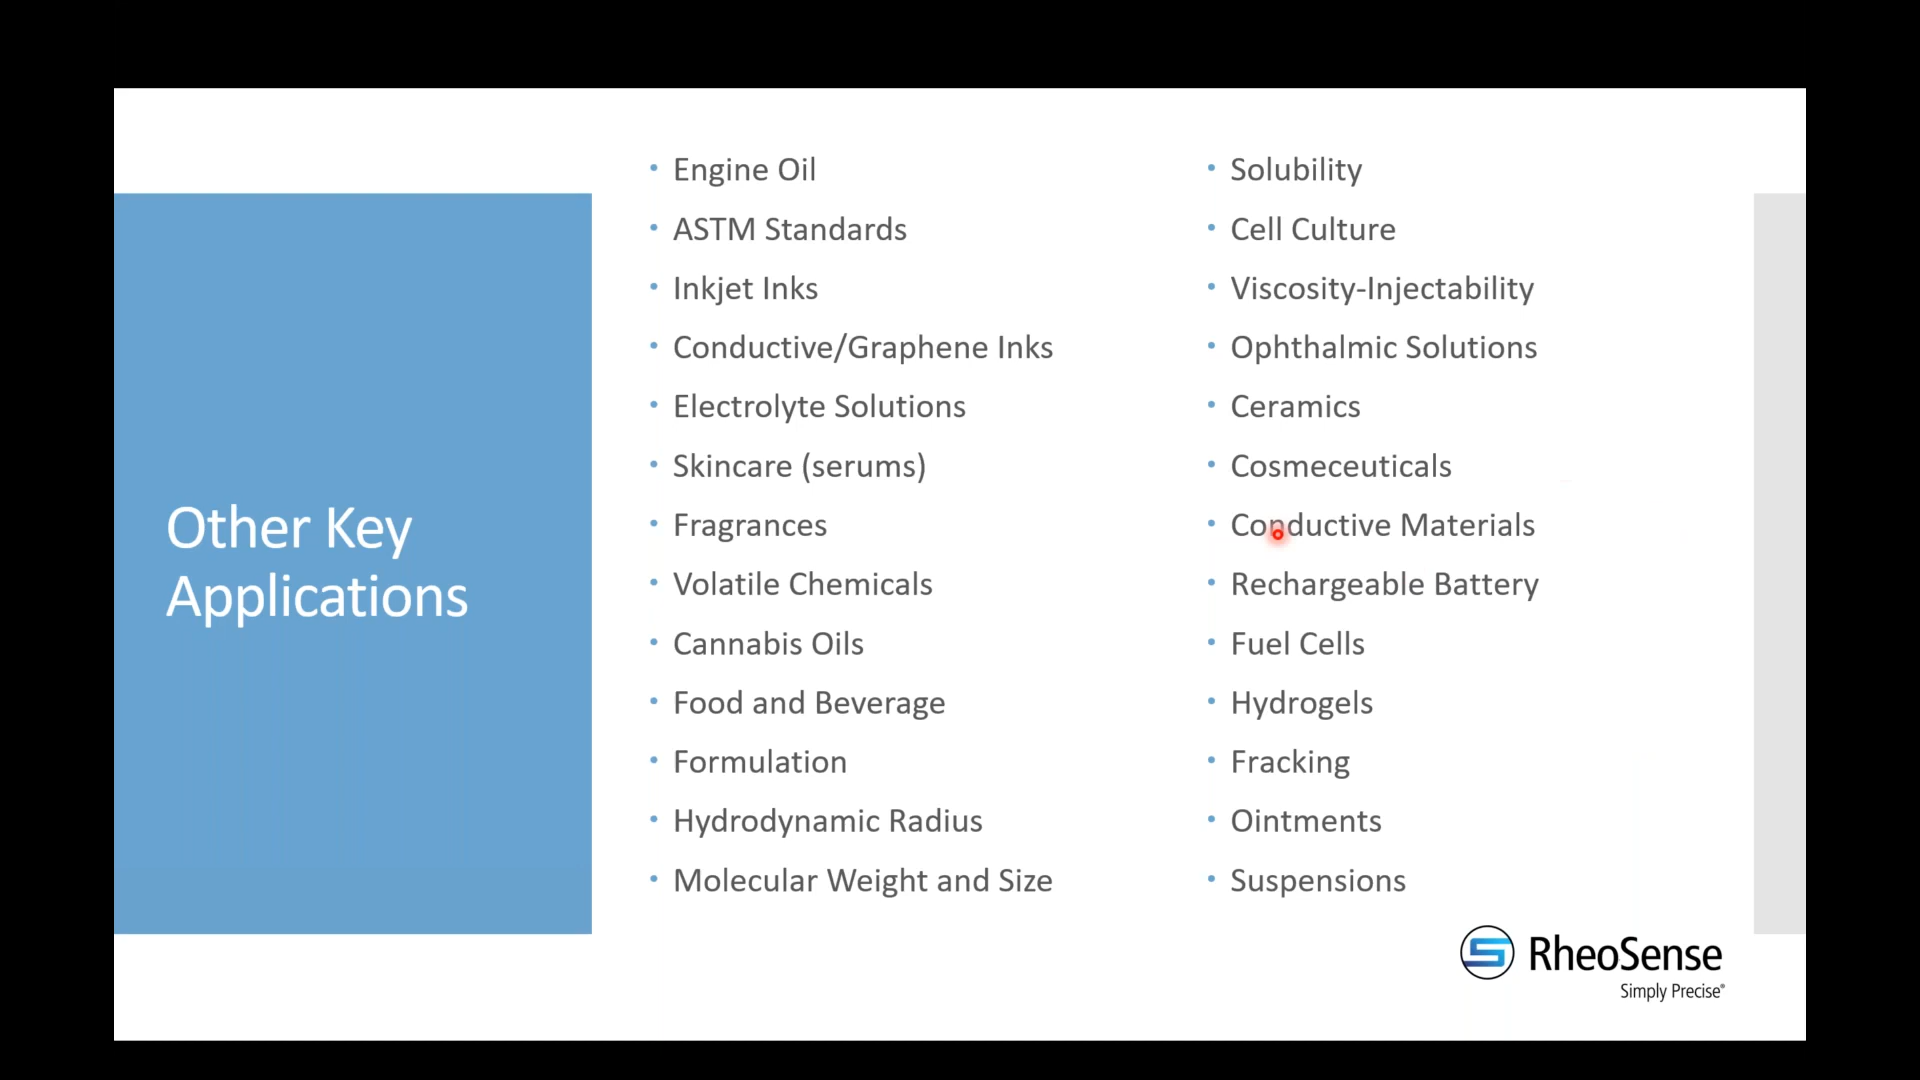 Other Key
Applications
• Engine Oil
• ASTM Standards
• Inkjet Inks
• Conductive/Graphene Inks
• Electrolyte Solutions
• Skincare (serums)
• Fragrances
• Volatile Chemicals
• Cannabis Oils
• Food and Beverage
• Formulation
• Hydrodynamic Radius
• Molecular Weight and Size
• Solubility
• Cell Culture
• Viscosity-Injectability
• Ophthalmic Solutions
• Ceramics
• Cosmeceuticals
• Conductive Materials
• Rechargeable Battery
• Fuel Cells
• Hydrogels
• Fracking
• Ointments
• Suspensions
RheoSense
Simply Precise®